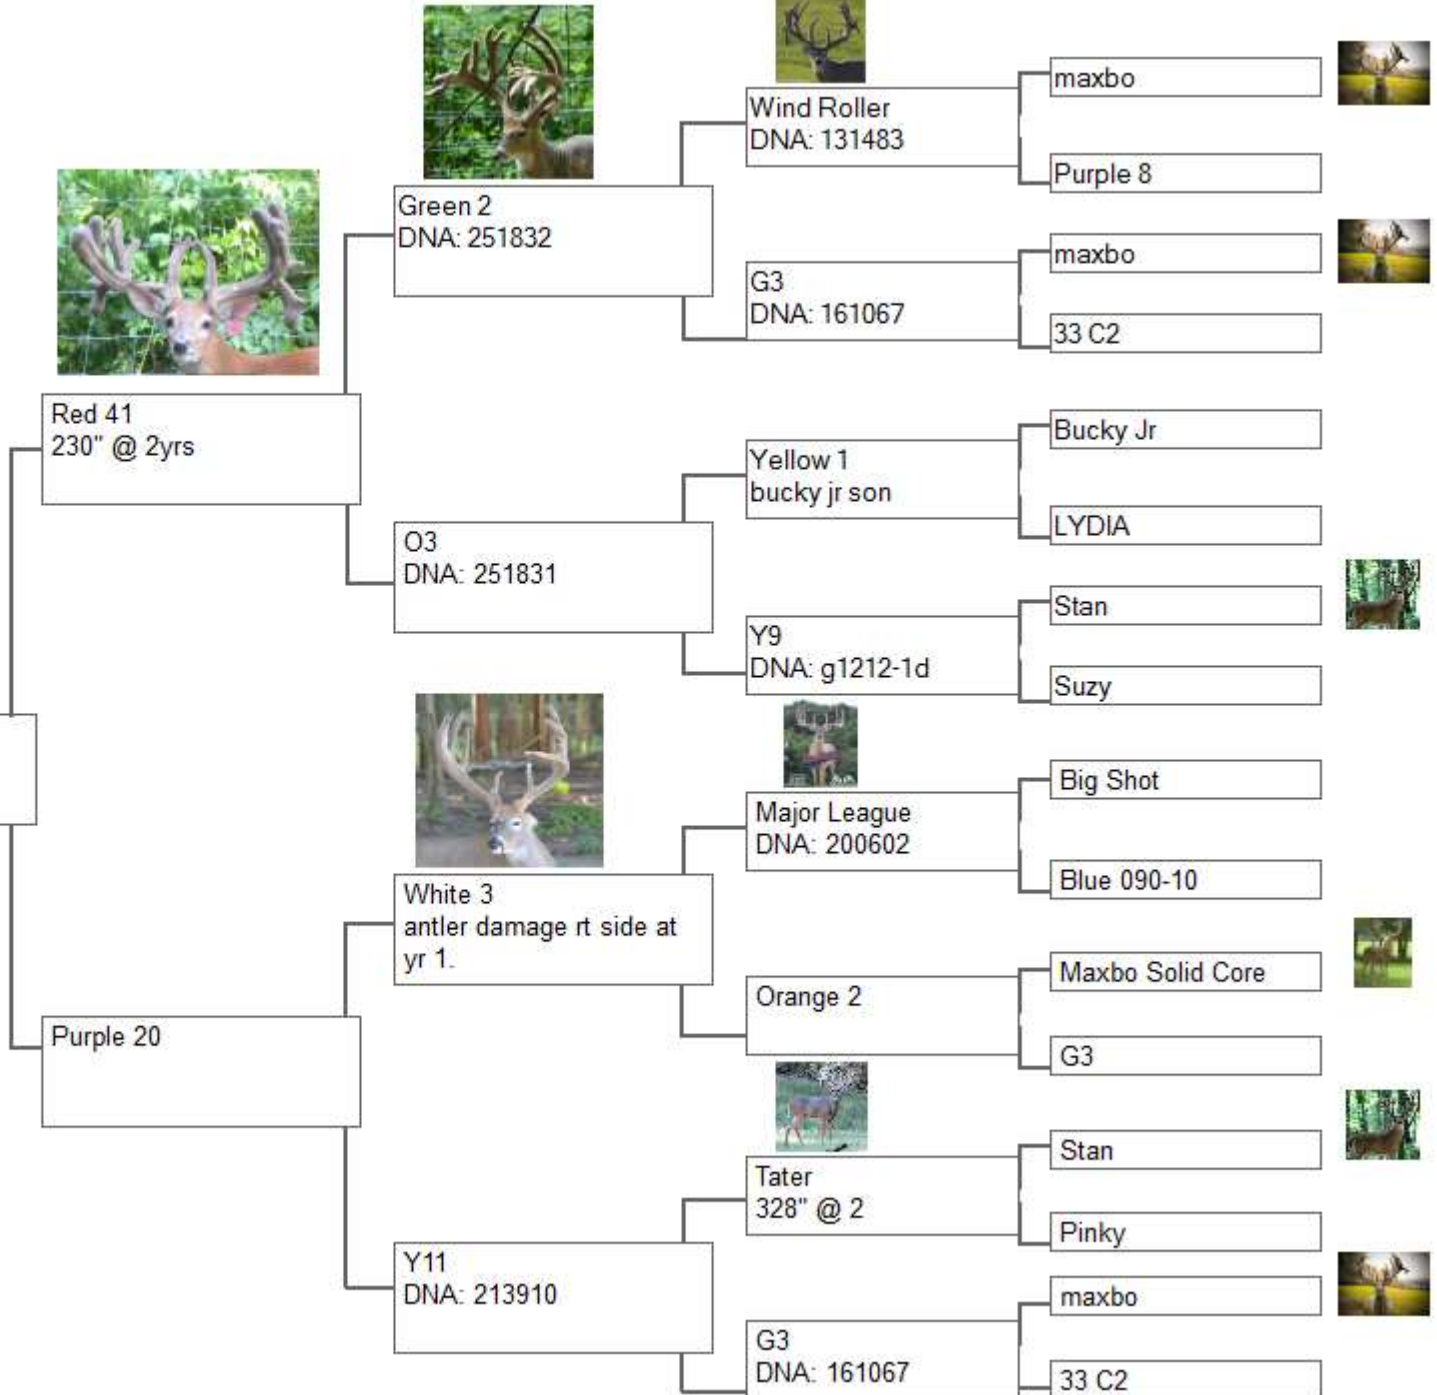 Red 41
230" @ 2yrs
Green 2
DNA: 251832
Wind Roller
DNA: 131483
maxbo
Purple 8
G3
DNA: 161067
maxbo
33 C2
O3
DNA: 251831
Yellow 1
bucky jr son
Bucky Jr
LYDIA
Y9
DNA: g1212-1d
Stan
Suzy
Purple 20
White 3
antler damage rt side at
yr 1.
Major League
DNA: 200602
Big Shot
Blue 090-10
Orange 2
Maxbo Solid Core
G3
Y11
DNA: 213910
Tater
328" @ 2
Stan
Pinky
G3
DNA: 161067
maxbo
33 C2